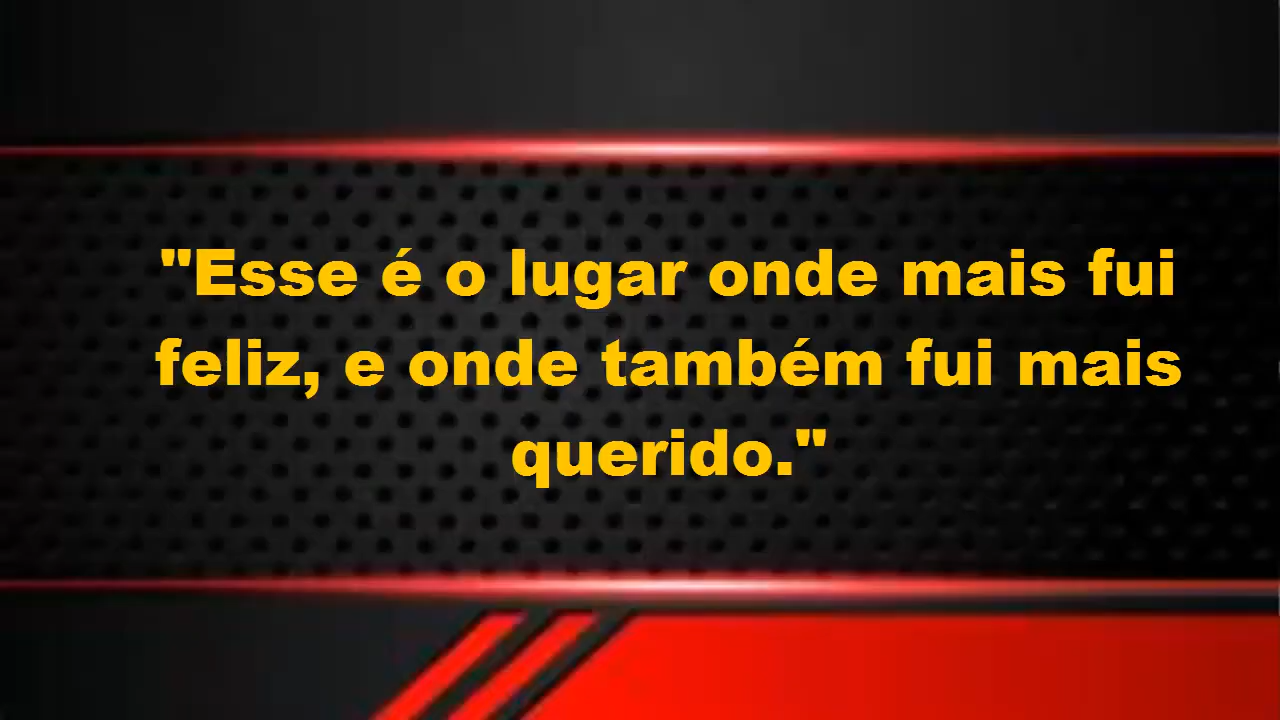 "Esse é o lugar onde mais fui
feliz, e onde também fui mais
querido."